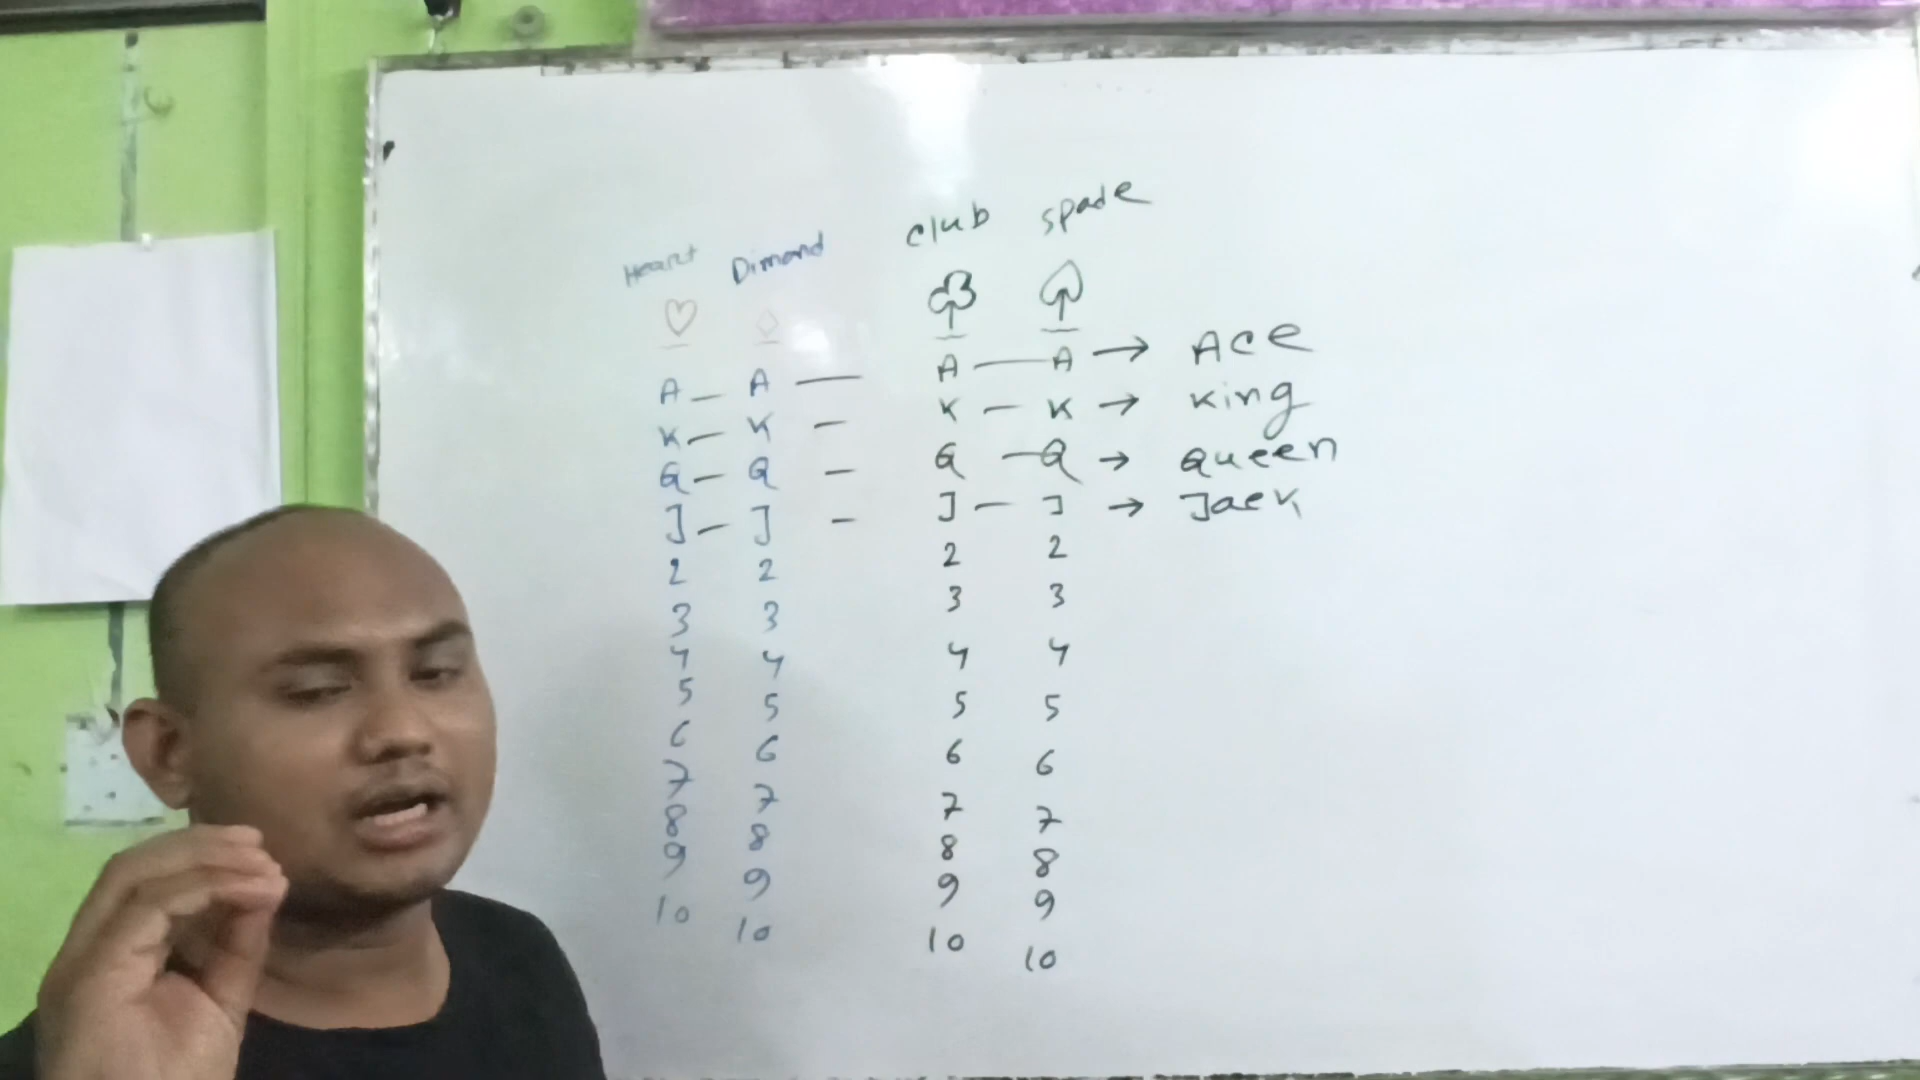 Heart Dimond club spade
A — A — A — A → Ace
K — K — K — K → King
Q — Q — Q — Q → Queen
J — J — J — J → Jack
2 2 2 2
3 3 3 3
4 4 4 4
5 5 5 5
6 6 6 6
7 7 7 7
8 8 8 8
9 9 9 9
10 10 10 10